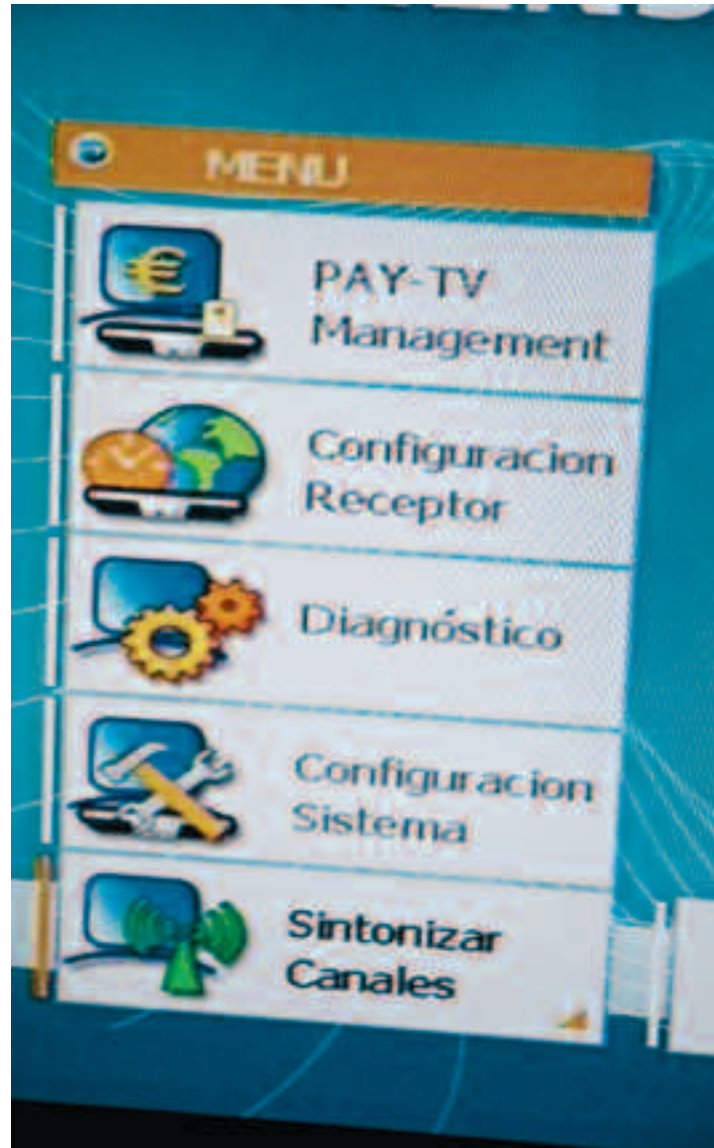 MENU
PAY-TV
Management
Configuracion
Receptor
Diagnóstico
Configuracion
Sistema
Sintonizar
Canales